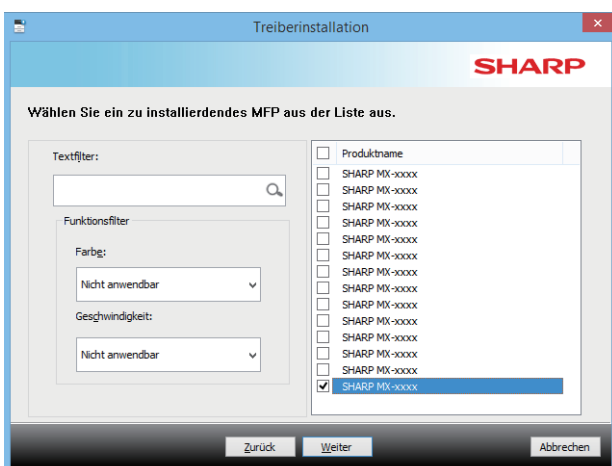 Treiberinstallation
SHARP
Wählen Sie ein zu installierdendes MFP aus der Liste aus.
Textfilter:
Funktionsfilter
Farbe:
Nicht anwendbar
Geschwindigkeit:
Nicht anwendbar
Produktname
SHARP MX-xxxx
SHARP MX-xxxx
SHARP MX-xxxx
SHARP MX-xxxx
SHARP MX-xxxx
SHARP MX-xxxx
SHARP MX-xxxx
SHARP MX-xxxx
SHARP MX-xxxx
SHARP MX-xxxx
SHARP MX-xxxx
SHARP MX-xxxx
SHARP MX-xxxx
SHARP MX-xxxx
Zurück
Weiter
Abbrechen